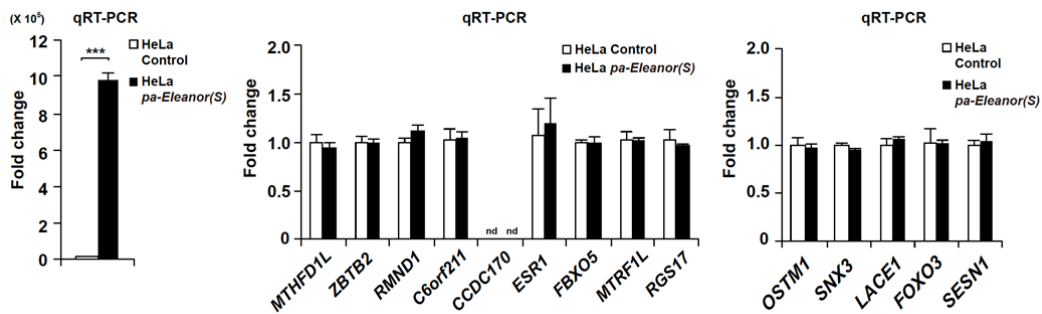 (X 10⁵)
qRT-PCR
12
10
8
6
4
2
0
Fold change
***
HeLa
Control
HeLa
pa-Eleanor(S)
qRT-PCR
2.0
1.5
1.0
0.5
0
Fold change
HeLa Control
HeLa pa-Eleanor(S)
nd nd
MTHFD1L
ZBTB2
RMND1
C6orf211
CCDC170
ESR1
FBXO5
MTRF1L
RGS17
qRT-PCR
2.0
1.5
1.0
0.5
0
Fold change
HeLa
Control
HeLa
pa-Eleanor(S)
OSTM1
SNX3
LACE1
FOXO3
SESN1